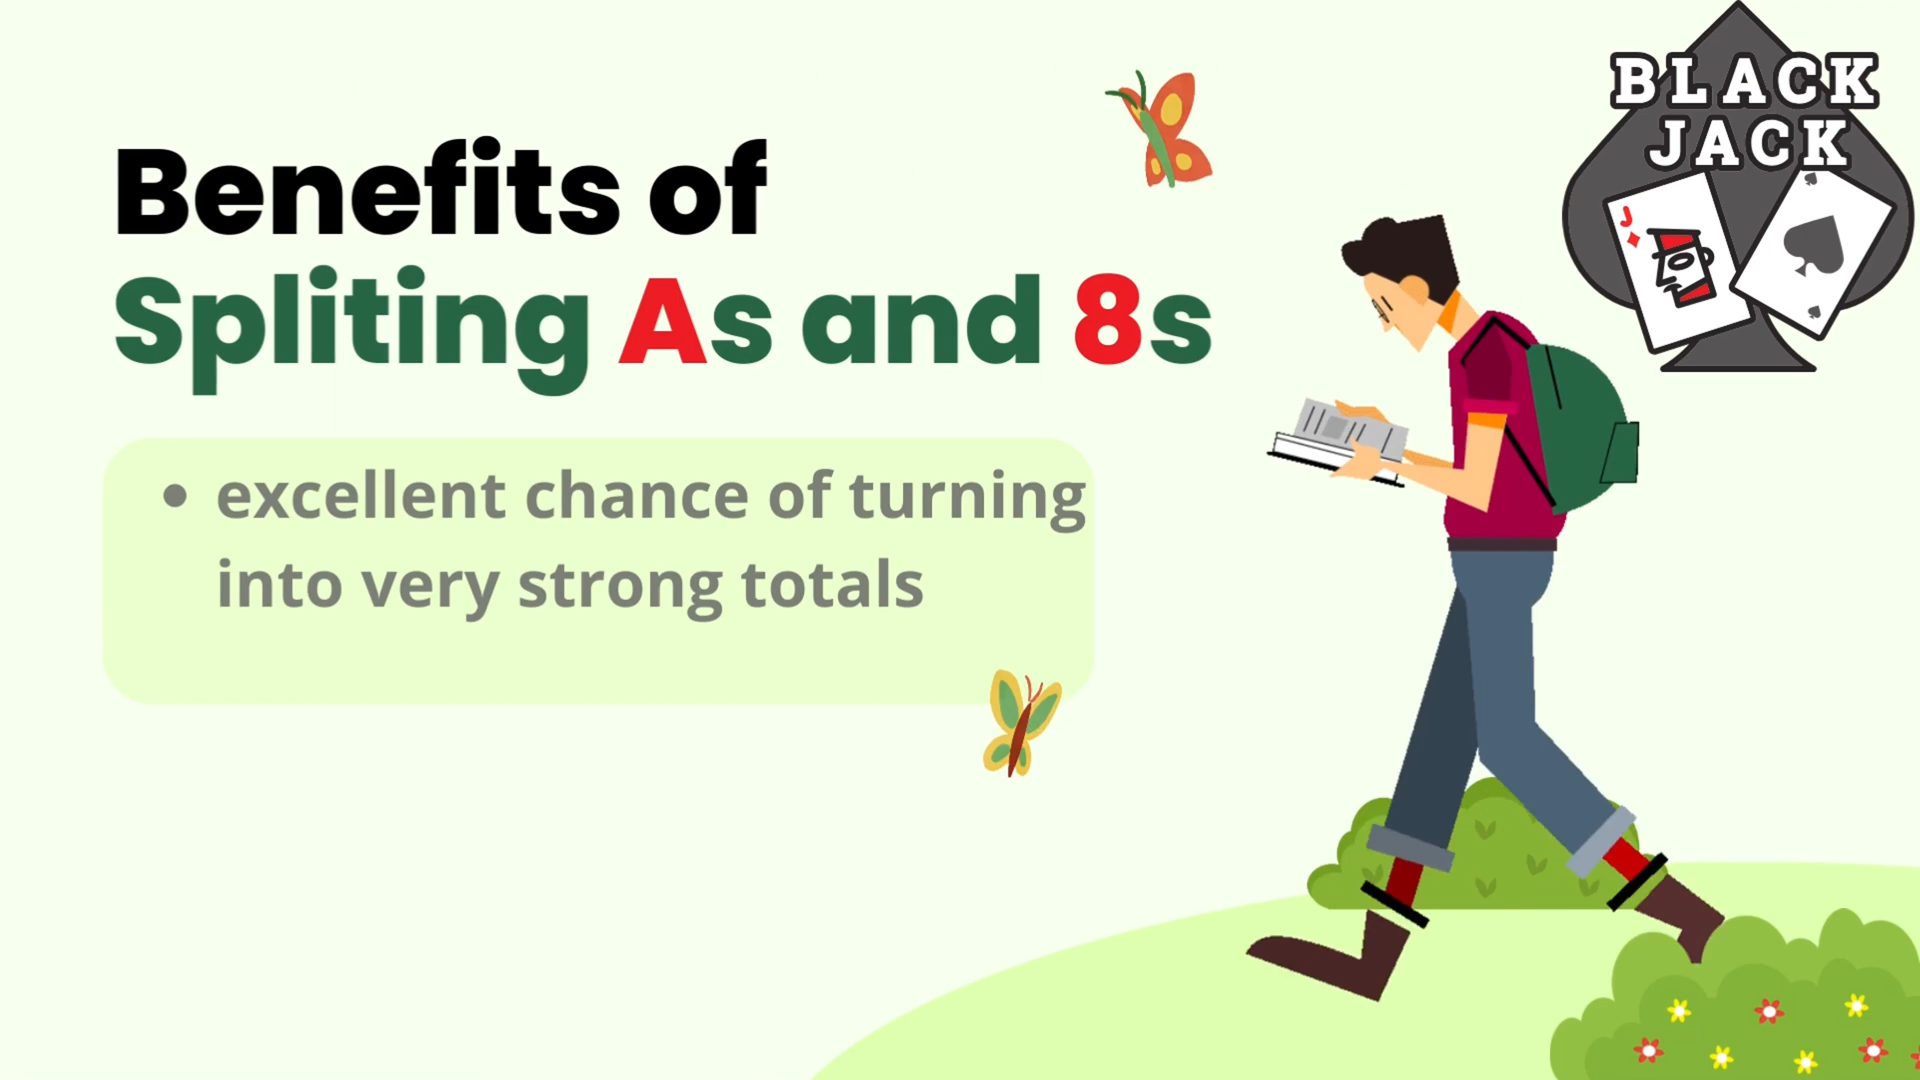 BLACK
JACK
J
Benefits of
Spliting As and 8s
• excellent chance of turning
into very strong totals